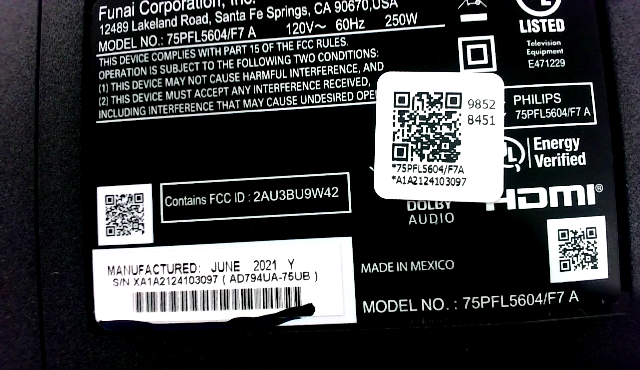 Funai Corporation, Inc.
12489 Lakeland Road, Santa Fe Springs, CA 90670,USA
MODEL NO.: 75PFL5604/F7 A 120V~ 60Hz 250W
THIS DEVICE COMPLIES WITH PART 15 OF THE FCC RULES.
OPERATION IS SUBJECT TO THE FOLLOWING TWO CONDITIONS:
(1) THIS DEVICE MAY NOT CAUSE HARMFUL INTERFERENCE, AND
(2) THIS DEVICE MUST ACCEPT ANY INTERFERENCE RECEIVED,
INCLUDING INTERFERENCE THAT MAY CAUSE UNDESIRED
LISTED
Television
Equipment
E471229
9852
8451
*75PFL5604/F7A
*A1A2124103097
PHILIPS
75PFL5604/F7 A
UL Energy
Verified
HDMI®
DOLBY
AUDIO
Contains FCC ID : 2AU3BU9W42
MANUFACTURED: JUNE 2021 Y
S/N XA1A2124103097 ( AD794UA-75UB )
MADE IN MEXICO
MODEL NO. : 75PFL5604/F7 A